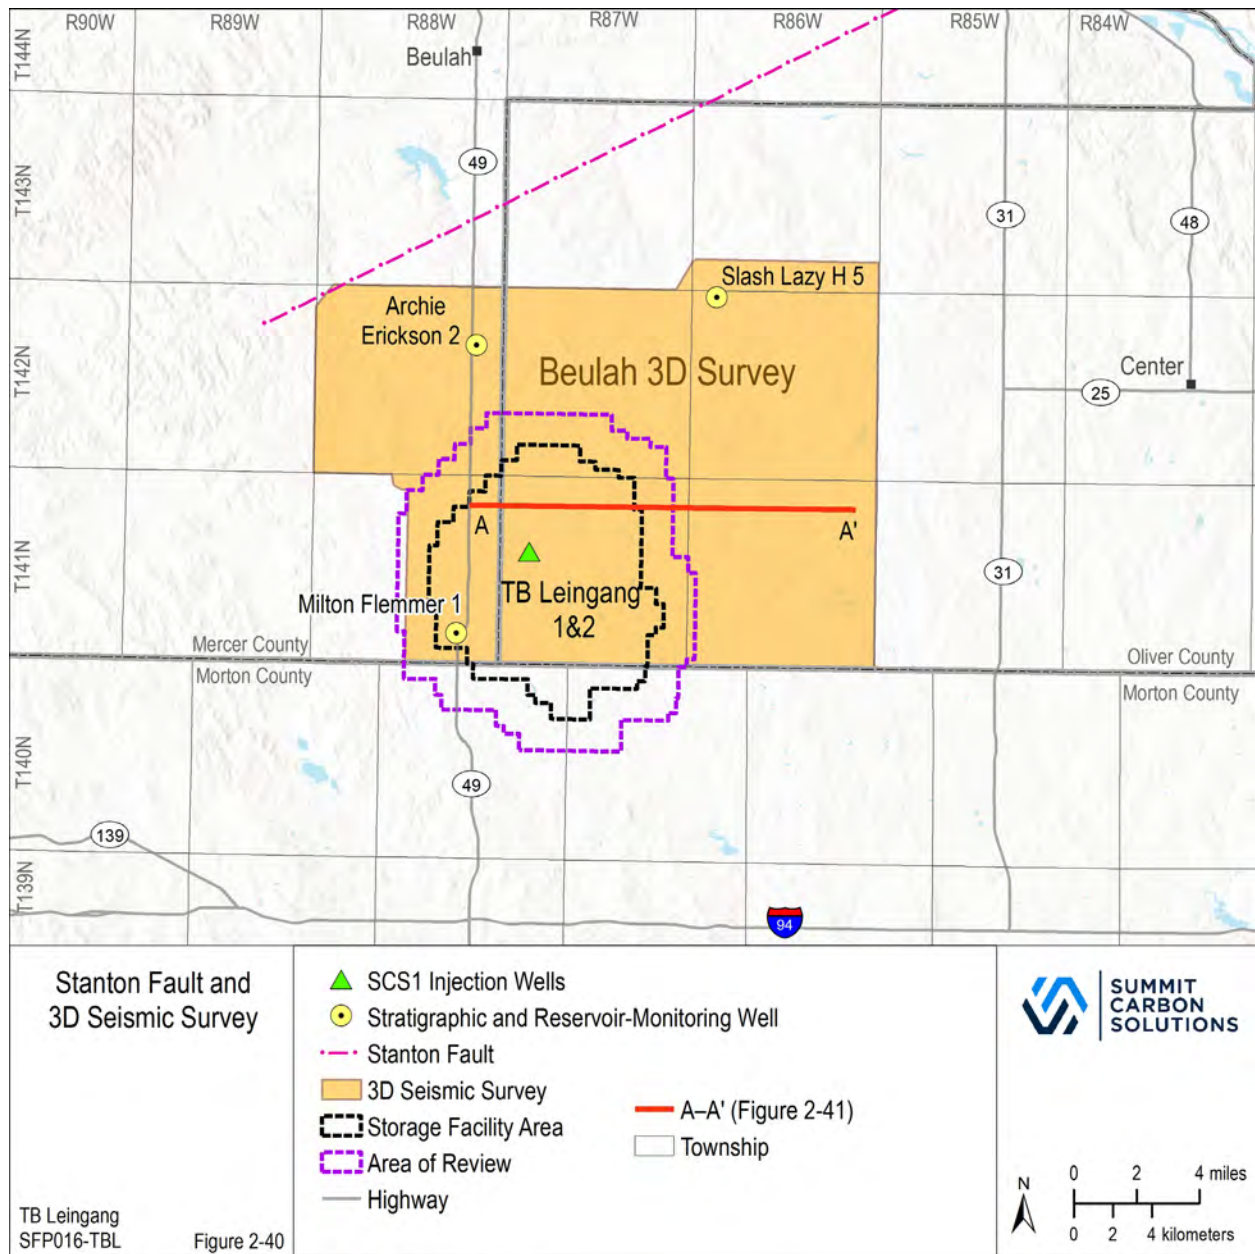 R90W
R89W
R88W
R87W
R86W
R85W
R84W
T144N
T143N
T142N
T141N
T140N
T139N
Beulah
49
31
48
Slash Lazy H 5
Archie
Erickson 2
Beulah 3D Survey
Center
25
A
A'
31
TB Leingang
1&2
Milton Flemmer 1
Mercer County
Morton County
Oliver County
Morton County
49
139
94
Stanton Fault and
3D Seismic Survey
TB Leingang
SFP016-TBL
Figure 2-40
SCS1 Injection Wells
Stratigraphic and Reservoir-Monitoring Well
Stanton Fault
3D Seismic Survey
Storage Facility Area
Area of Review
Highway
A–A' (Figure 2-41)
Township
SUMMIT
CARBON
SOLUTIONS
N
0 2 4 miles
0 2 4 kilometers